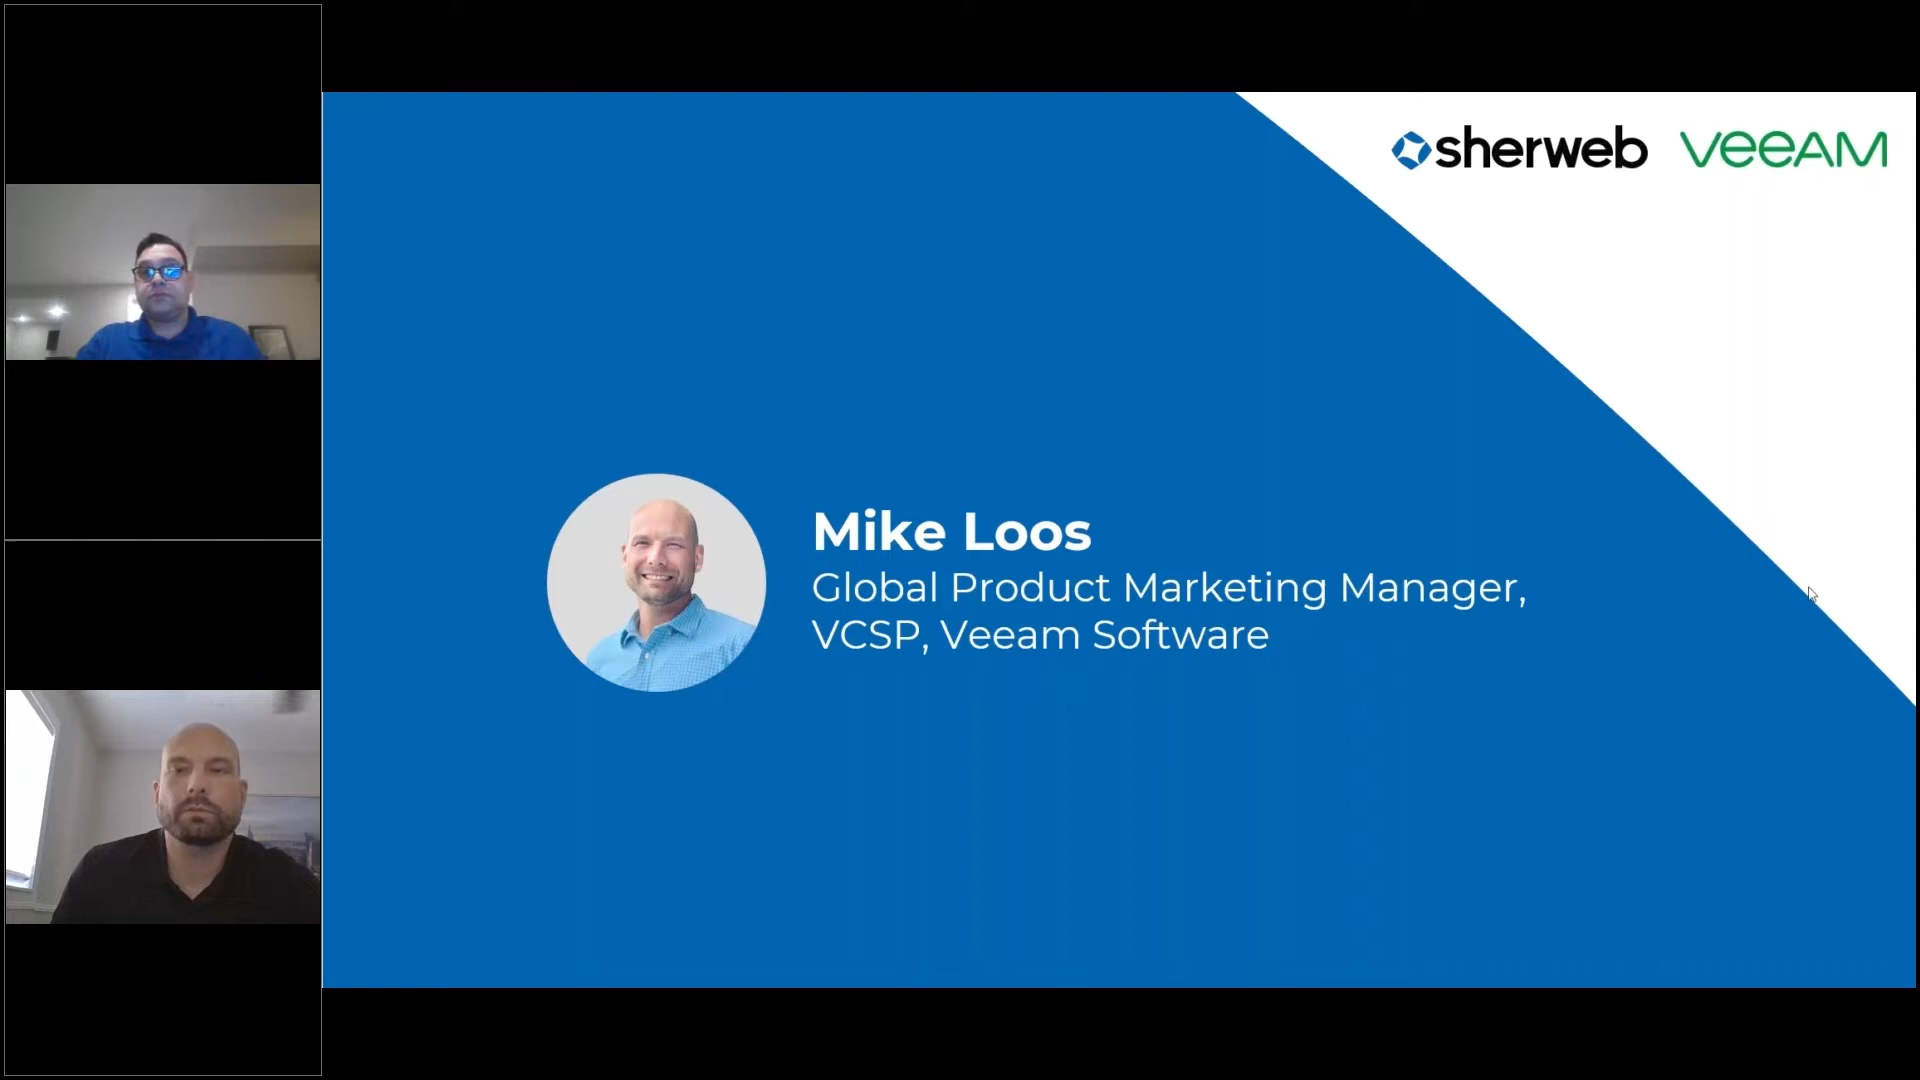 sherweb veeam
Mike Loos
Global Product Marketing Manager,
VCSP, Veeam Software